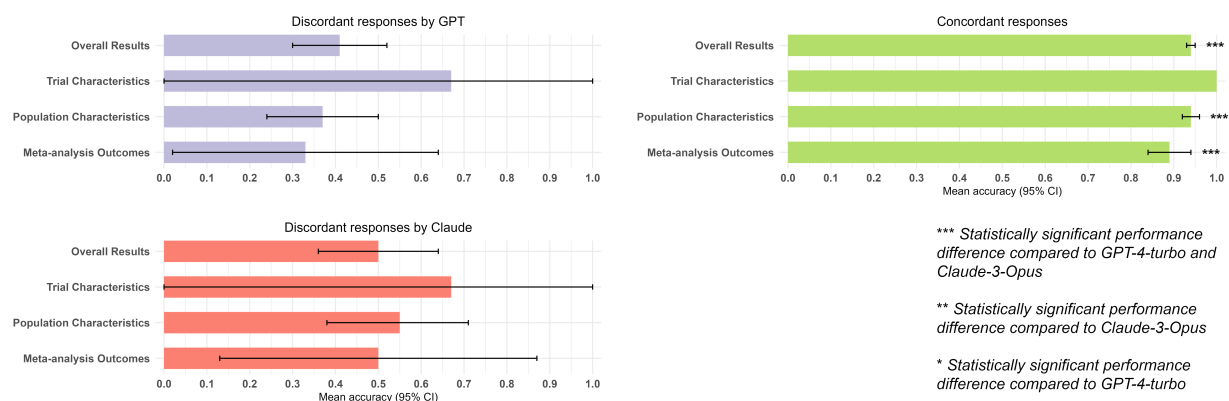 Discordant responses by GPT
Overall Results
Trial Characteristics
Population Characteristics
Meta-analysis Outcomes
0.0 0.1 0.2 0.3 0.4 0.5 0.6 0.7 0.8 0.9 1.0
Concordant responses
Overall Results
***
Trial Characteristics
Population Characteristics
***
Meta-analysis Outcomes
***
0.0 0.1 0.2 0.3 0.4 0.5 0.6 0.7 0.8 0.9 1.0
Mean accuracy (95% CI)
Discordant responses by Claude
Overall Results
Trial Characteristics
Population Characteristics
Meta-analysis Outcomes
0.0 0.1 0.2 0.3 0.4 0.5 0.6 0.7 0.8 0.9 1.0
Mean accuracy (95% CI)
*** Statistically significant performance
difference compared to GPT-4-turbo and
Claude-3-Opus
** Statistically significant performance
difference compared to Claude-3-Opus
* Statistically significant performance
difference compared to GPT-4-turbo